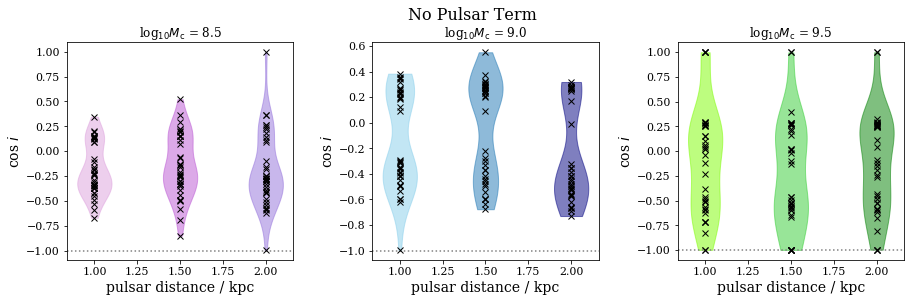 No Pulsar Term
log₁₀M_c = 8.5
log₁₀M_c = 9.0
log₁₀M_c = 9.5
1.00
0.75
0.50
0.25
0.00
−0.25
−0.50
−0.75
−1.00
cos i
1.00 1.25 1.50 1.75 2.00
pulsar distance / kpc
0.6
0.4
0.2
0.0
−0.2
−0.4
−0.6
−0.8
−1.0
cos i
1.00 1.25 1.50 1.75 2.00
pulsar distance / kpc
1.00
0.75
0.50
0.25
0.00
−0.25
−0.50
−0.75
−1.00
cos i
1.00 1.25 1.50 1.75 2.00
pulsar distance / kpc